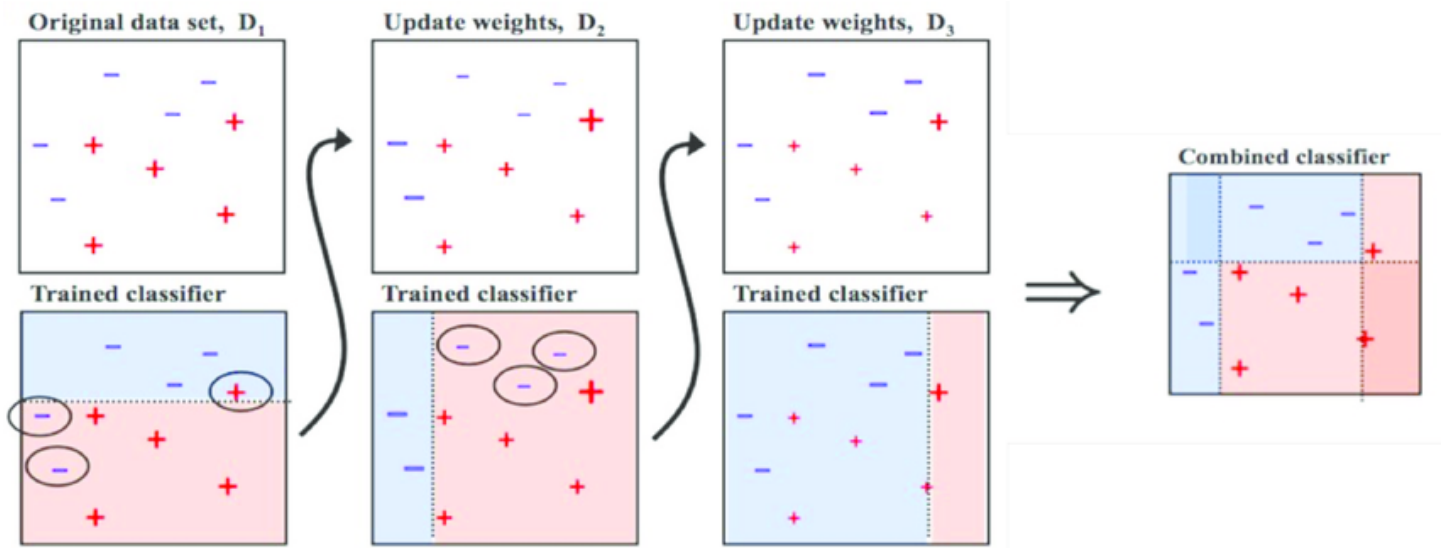 Original data set, D₁
Update weights, D₂
Update weights, D₃
Combined classifier
Trained classifier
Trained classifier
Trained classifier